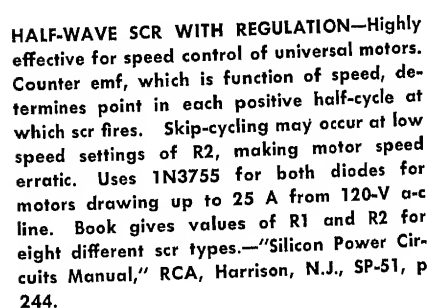 HALF-WAVE SCR WITH REGULATION—Highly
effective for speed control of universal motors.
Counter emf, which is function of speed, de-
termines point in each positive half-cycle at
which scr fires. Skip-cycling may occur at low
speed settings of R2, making motor speed
erratic. Uses 1N3755 for both diodes for
motors drawing up to 25 A from 120-V a-c
line. Book gives values of R1 and R2 for
eight different scr types.—"Silicon Power Cir-
cuits Manual," RCA, Harrison, N.J., SP-51, p
244.